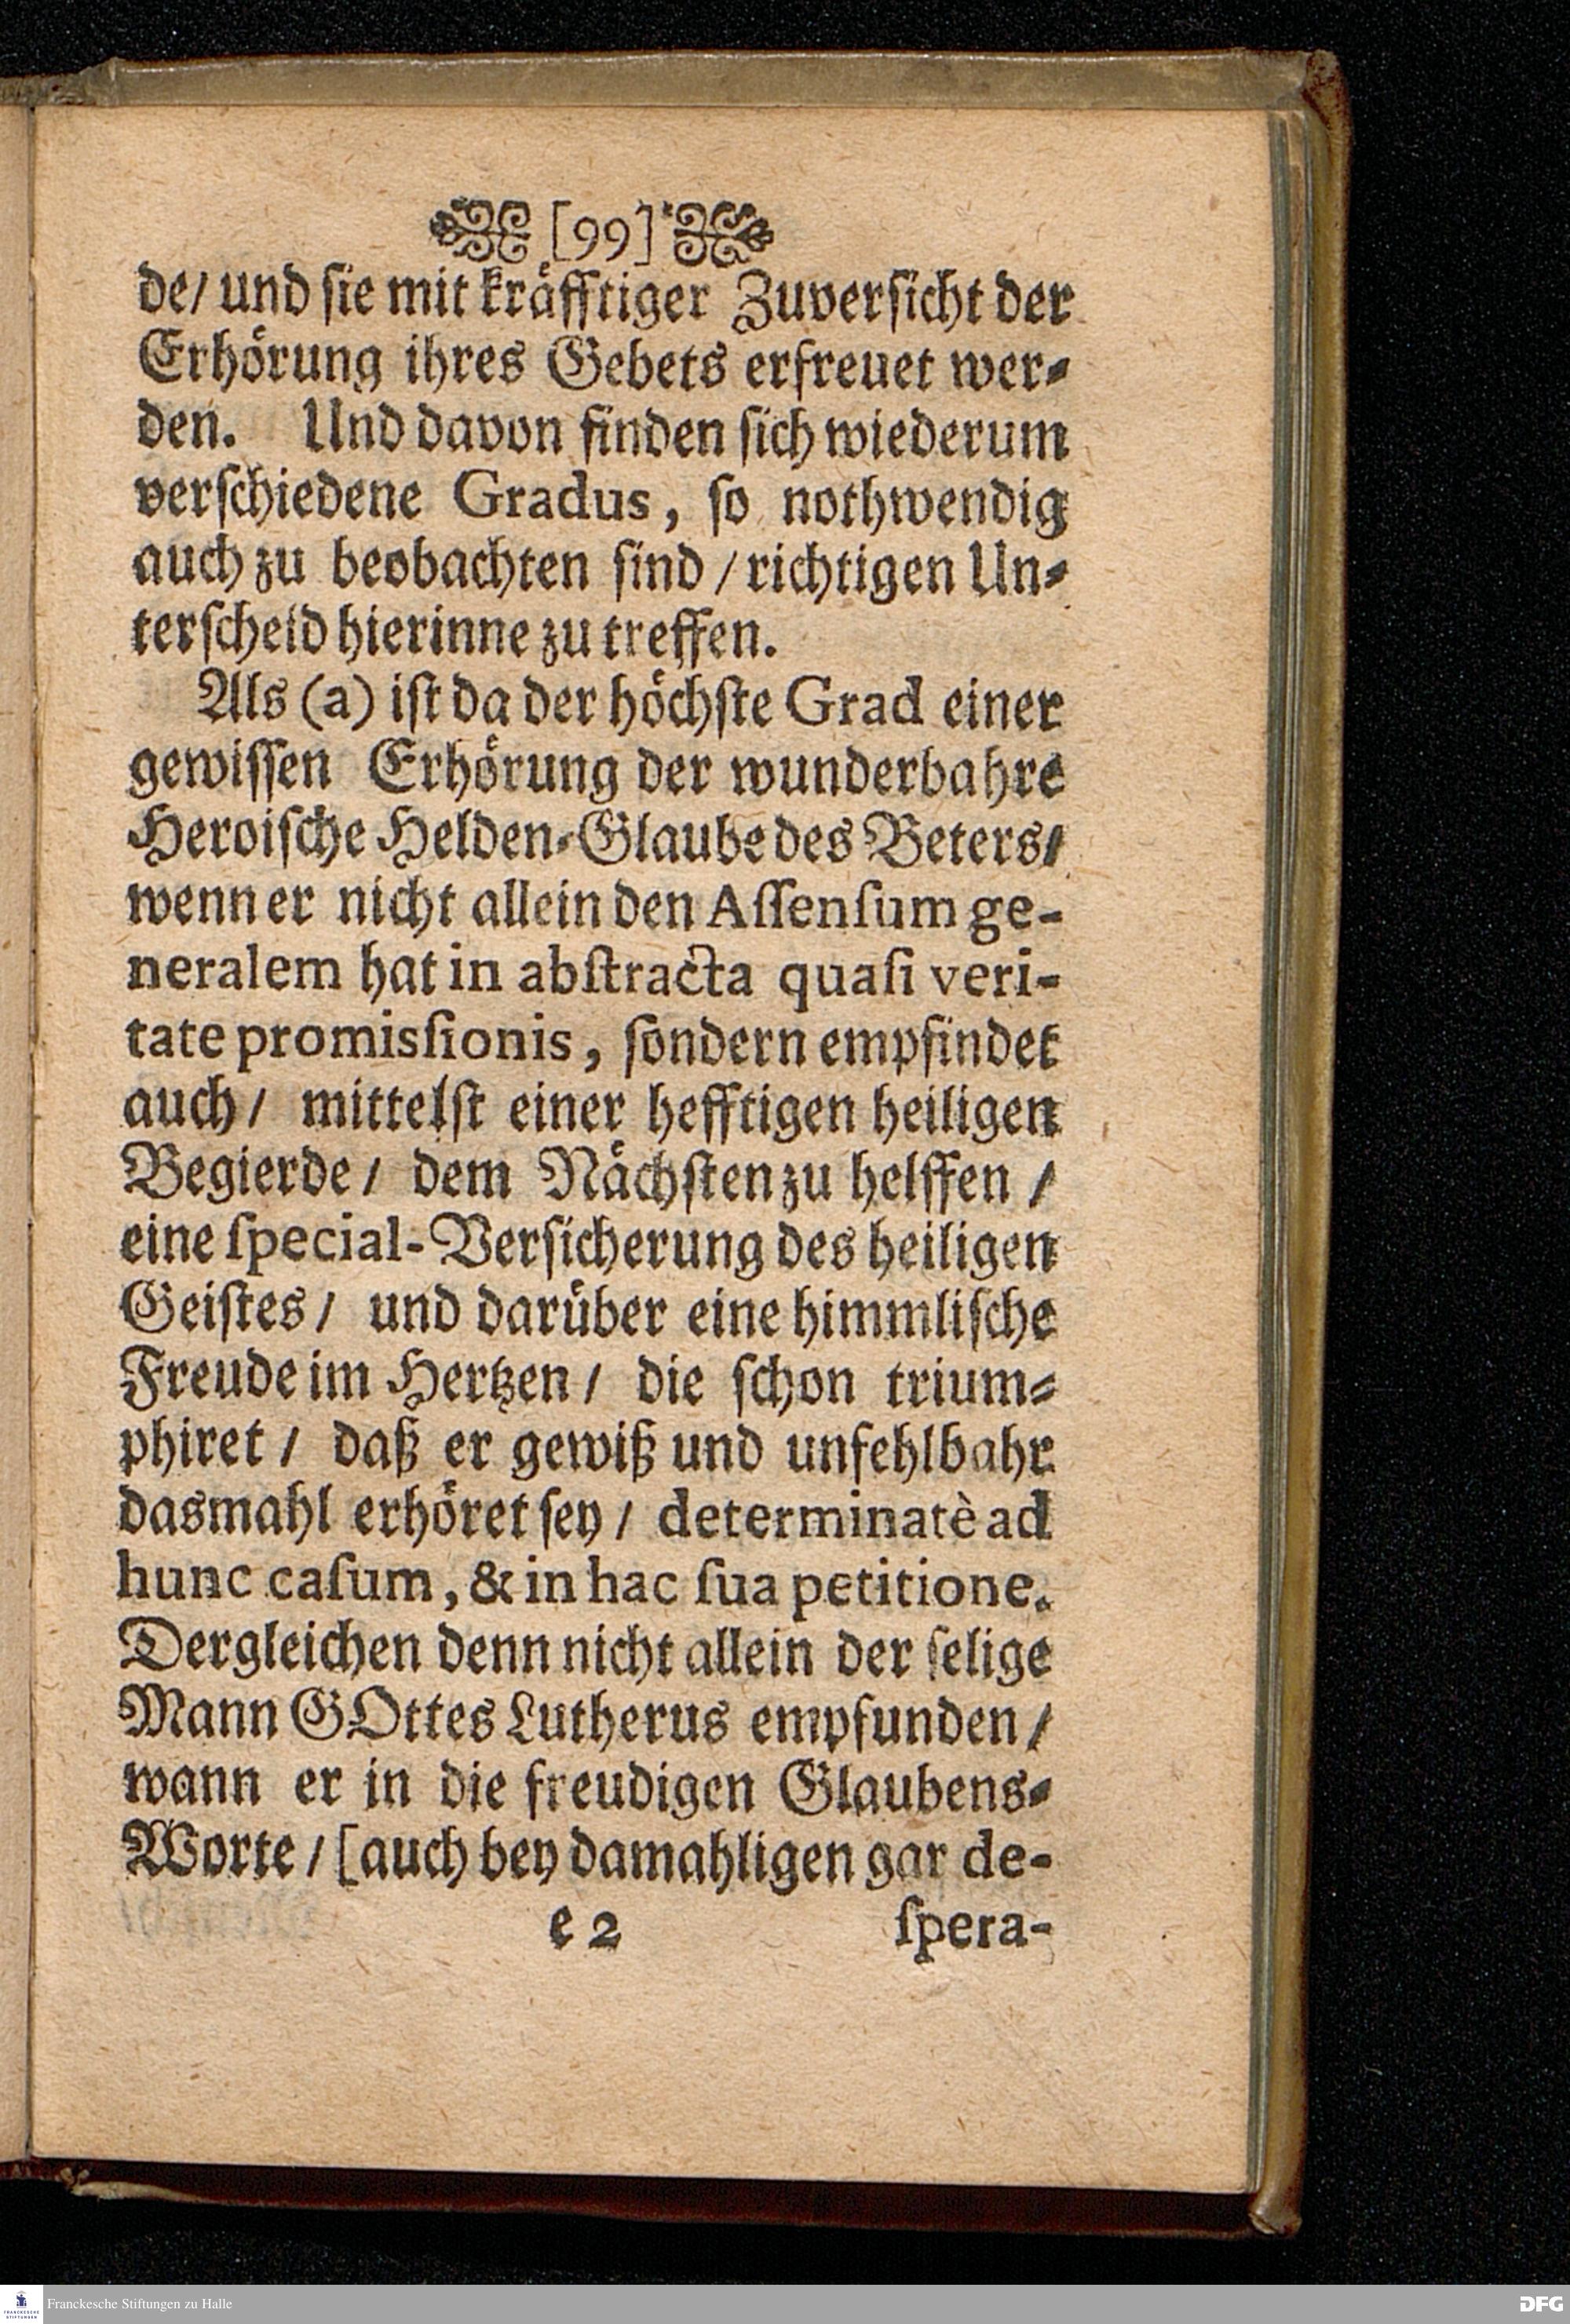 [99]
de/ und ſie mit kräfftiger Zuverſicht der
Erhörung ihres Gebets erfreuet wer-
den. Und davon finden ſich wiederum
verſchiedene Gradus, ſo nothwendig
auch zu beobachten ſind / richtigen Un-
terſcheid hierinne zu treffen.
Als (a) iſt da der höchſte Grad einer
gewiſſen Erhörung der wunderbahre
Heroiſche Helden-Glaube des Beters/
wenn er nicht allein den Aſſenſum ge-
neralem hat in abſtracta quaſi veri-
tate promisſionis, ſondern empfindet
auch / mittelſt einer hefftigen heiligen
Begierde / dem Nächſten zu helffen /
eine ſpecial-Verſicherung des heiligen
Geiſtes / und darüber eine himmliſche
Freude im Hertzen / die ſchon trium-
phiret / daß er gewiß und unfehlbahr
dasmahl erhöret ſey / determinatè ad
hunc caſum, & in hac ſua petitione.
Dergleichen denn nicht allein der ſelige
Mann GOttes Lutherus empfunden /
wann er in die freudigen Glaubens-
Worte / [auch bey damahligen gar de-
e 2 ſpera-
FRANCKESCHE STIFTUNGEN
Franckesche Stiftungen zu Halle
DFG